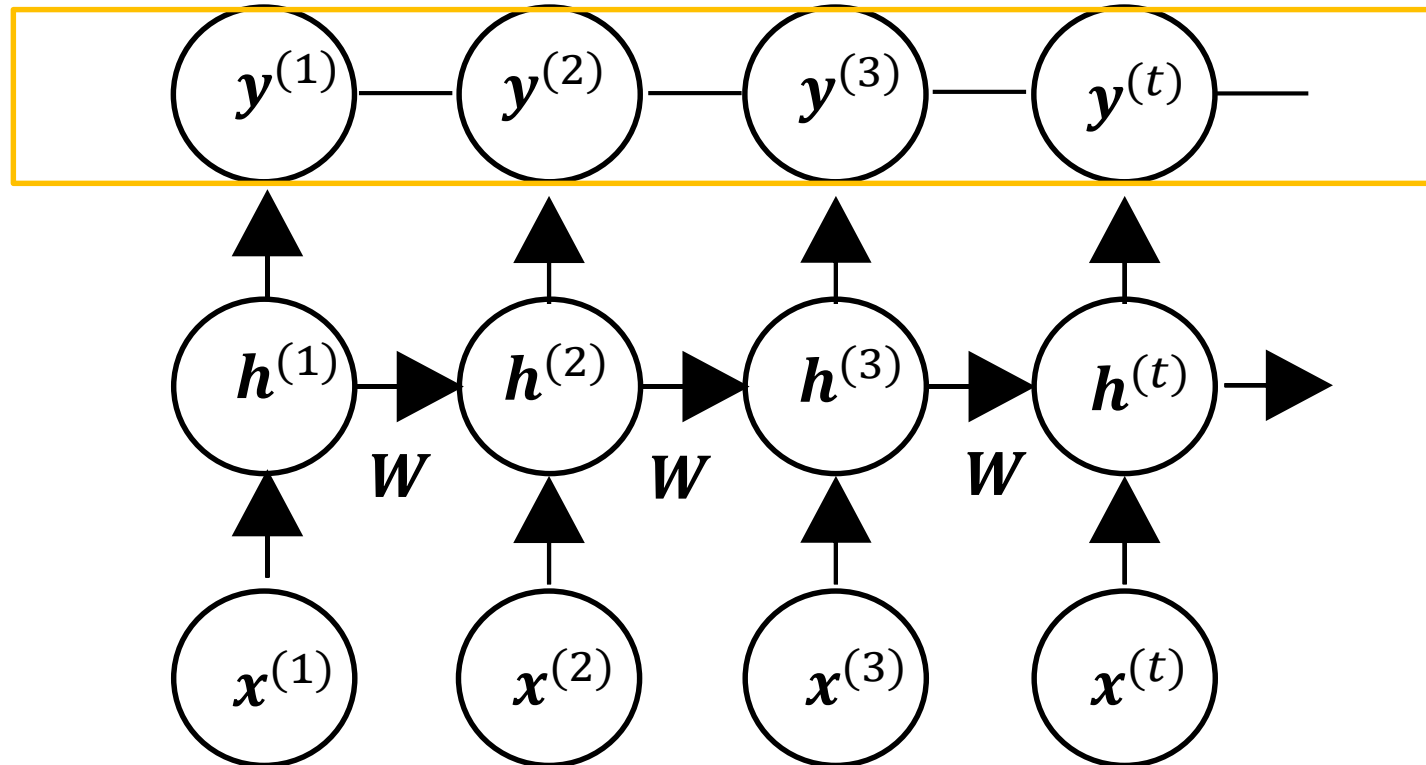 y^(1) y^(2) y^(3) y^(t)
h^(1) h^(2) h^(3) h^(t)
W W W
x^(1) x^(2) x^(3) x^(t)